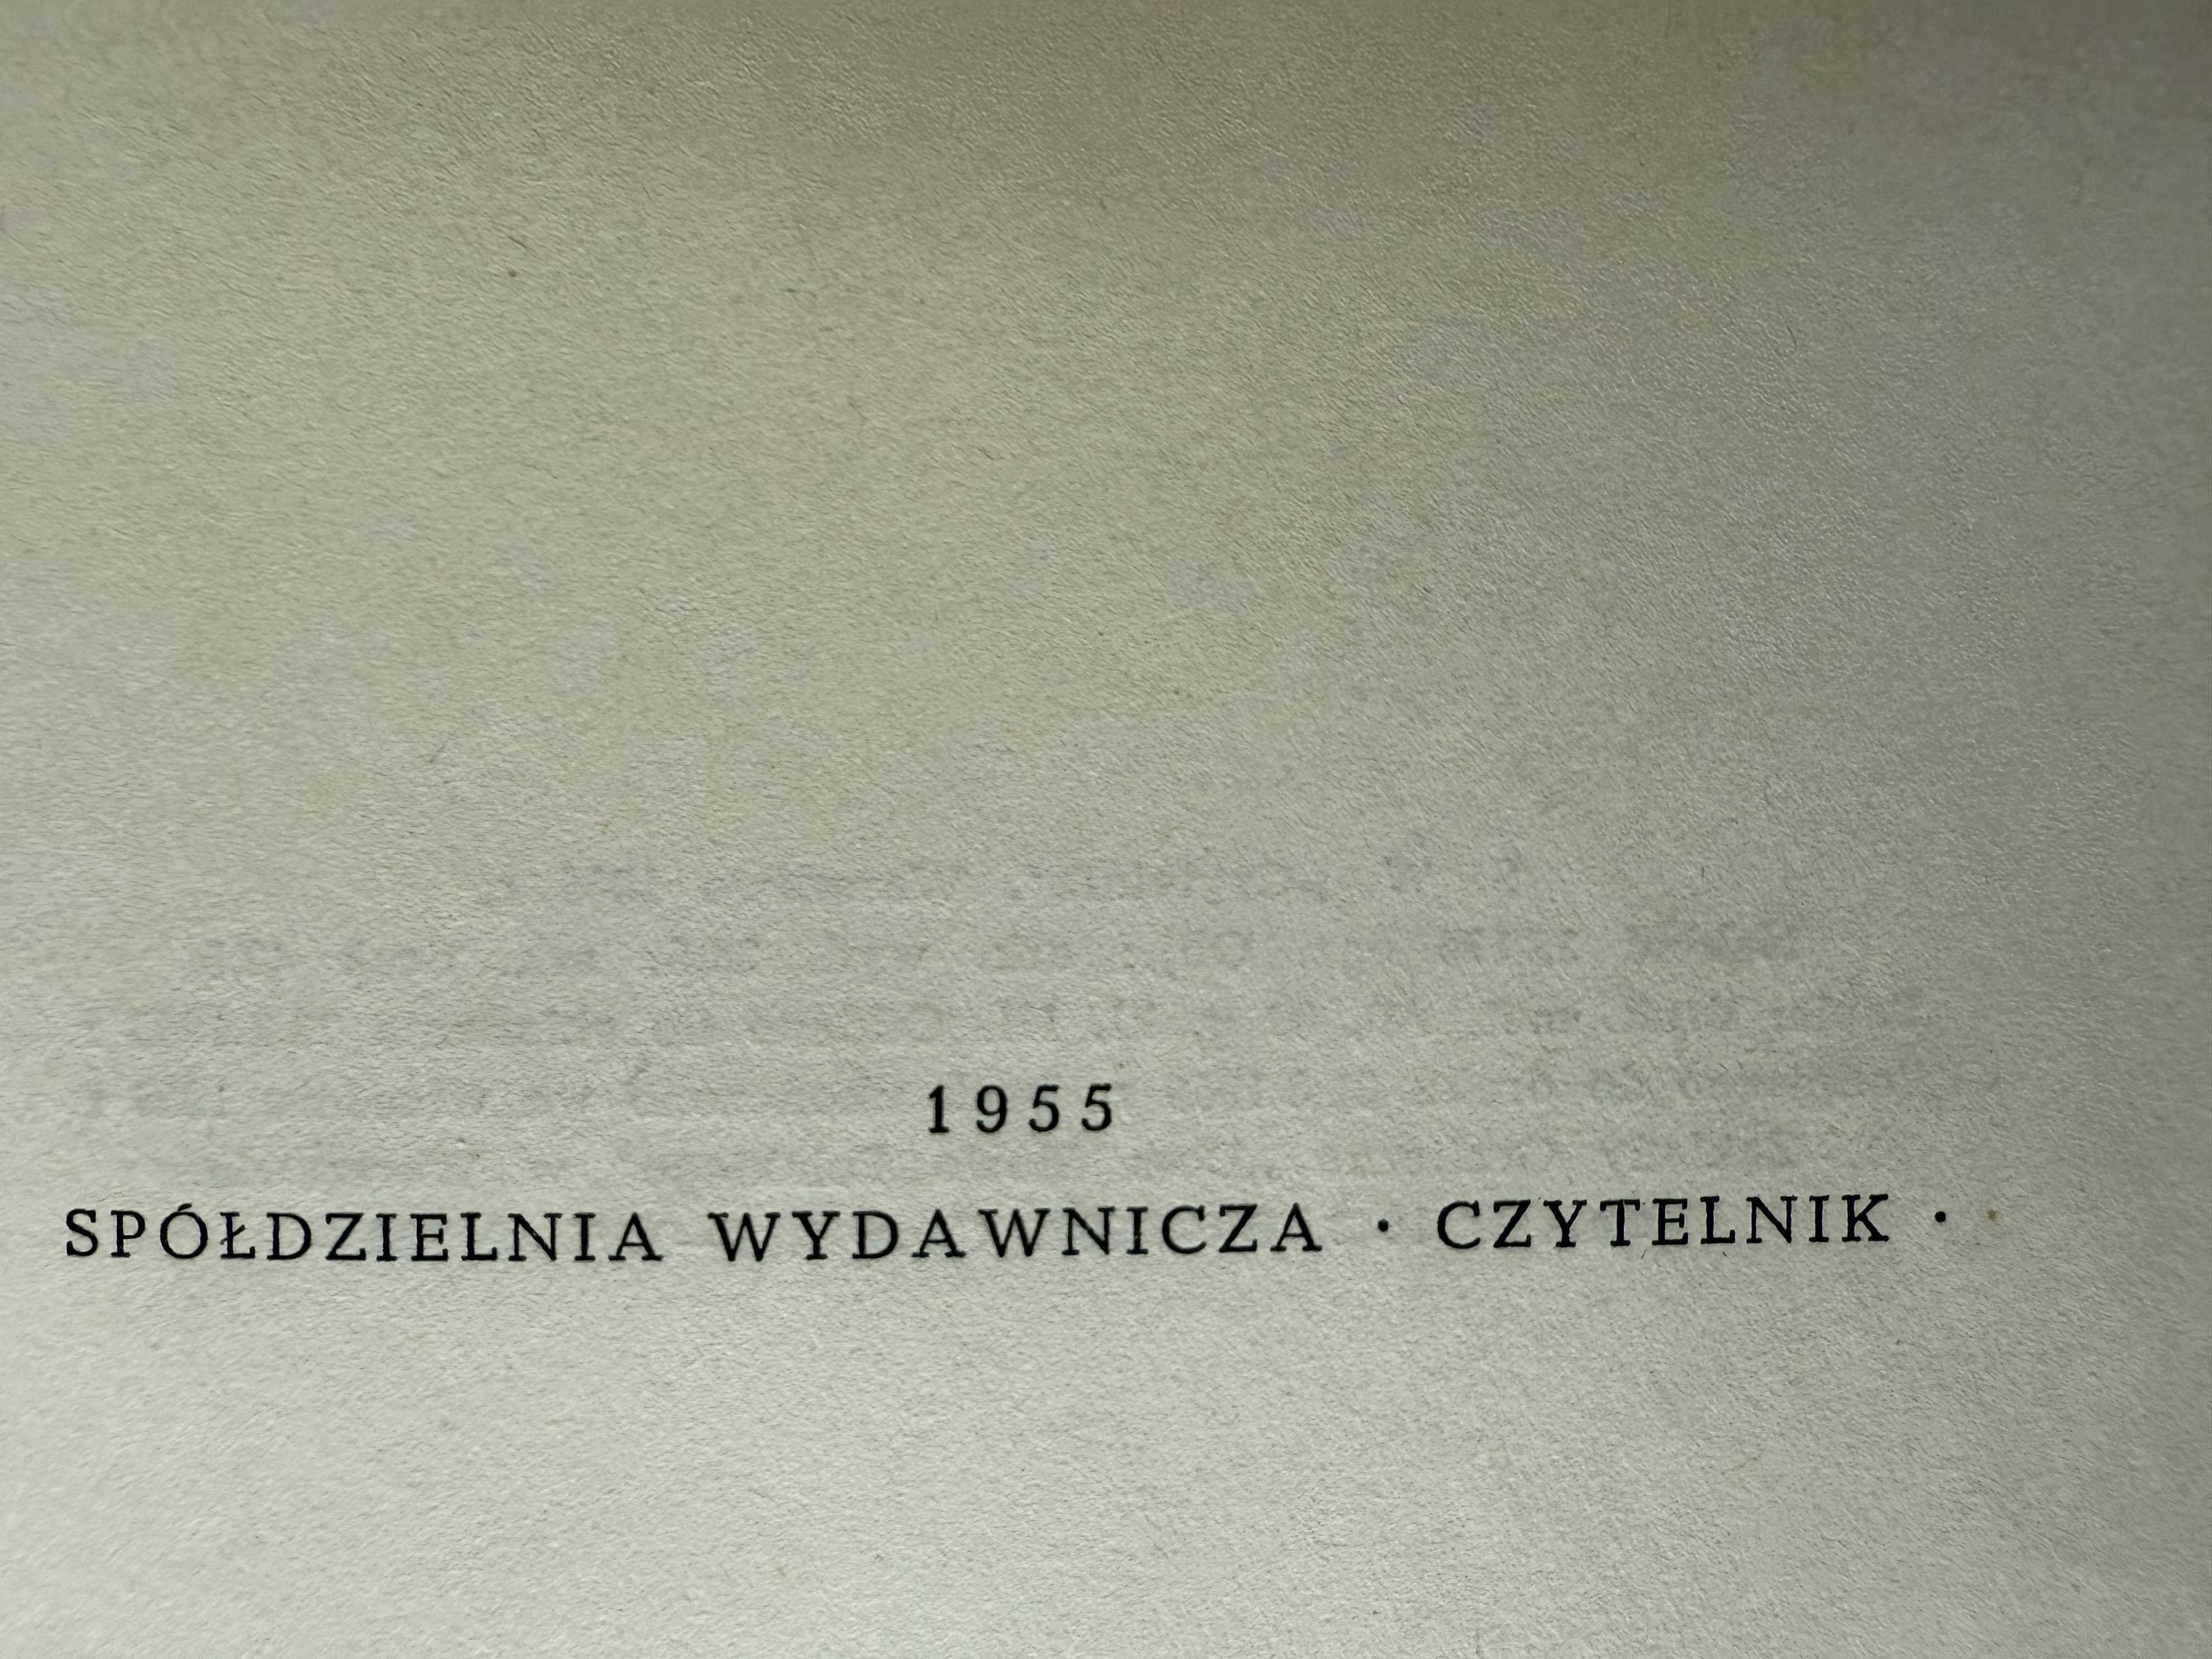 1955
SPÓŁDZIELNIA WYDAWNICZA · CZYTELNIK ·